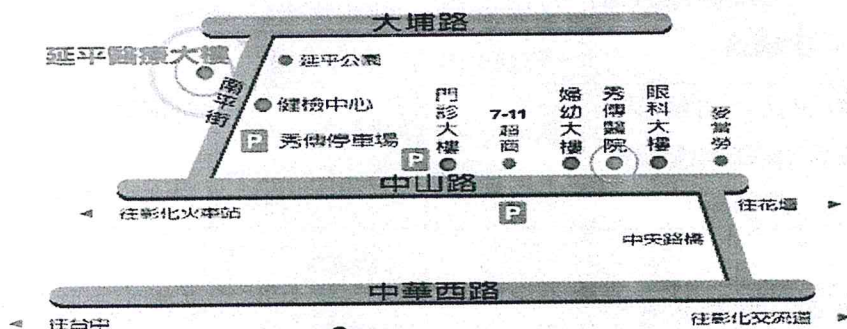 大埔路
延平醫療大樓
延平公園
南平街
健檢中心
P 秀傳停車場
P
門診大樓
7-11超商
婦幼大樓
秀傳醫院
眼科大樓
麥當勞
中山路
往彰化火車站
P
往花壇
中央路橋
中華西路
往台中
往彰化交流道